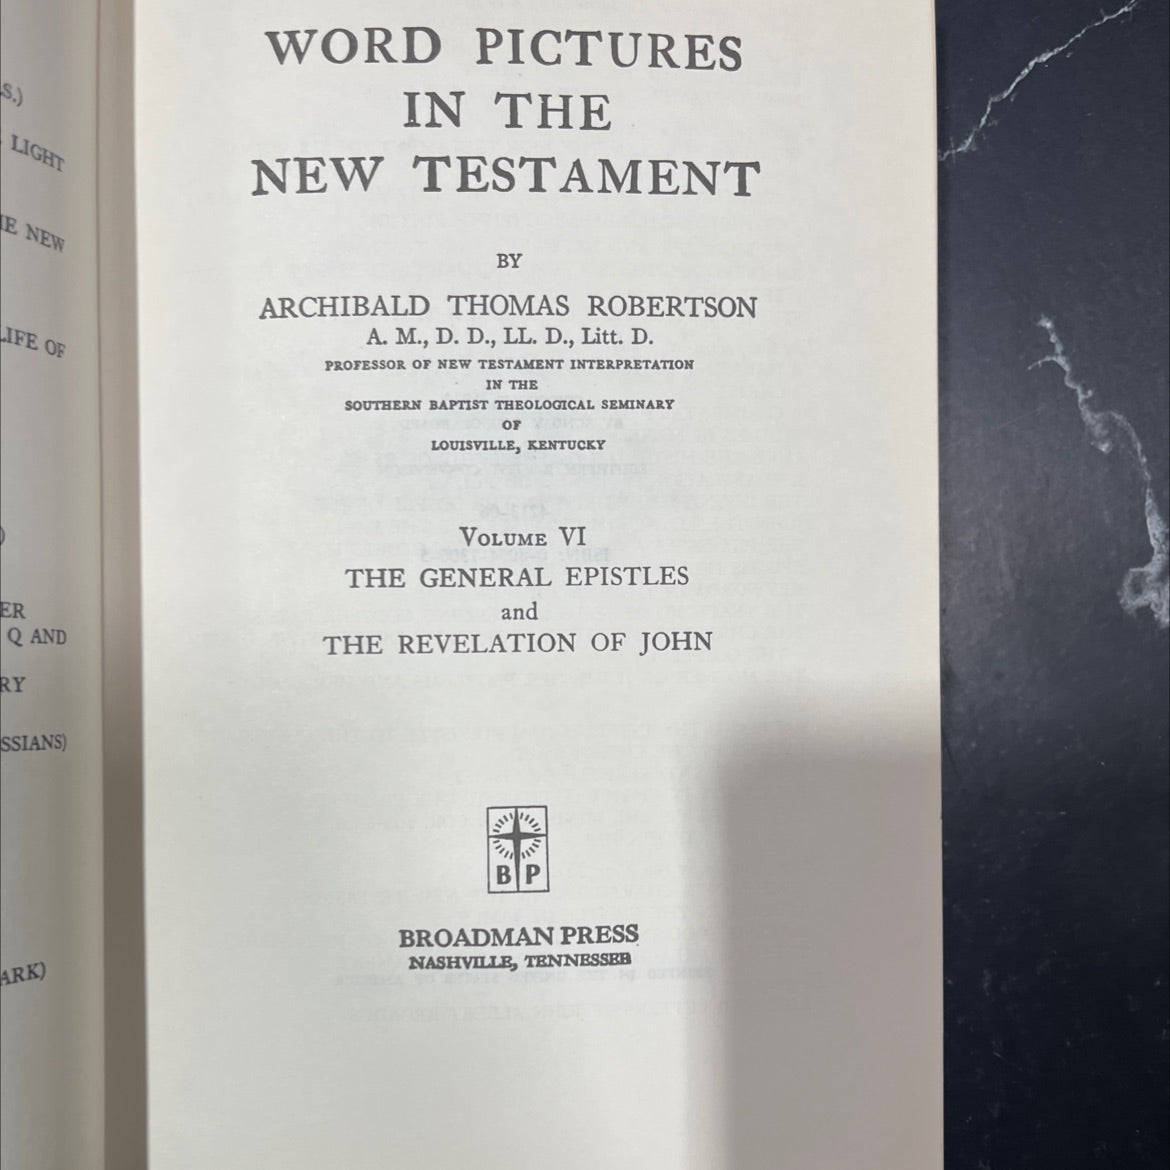 S.)
LIGHT
E NEW
LIFE OF
)
ER
Q AND
RY
SSIANS)
ARK)
WORD PICTURES
IN THE
NEW TESTAMENT
BY
ARCHIBALD THOMAS ROBERTSON
A. M., D. D., LL. D., Litt. D.
PROFESSOR OF NEW TESTAMENT INTERPRETATION
IN THE
SOUTHERN BAPTIST THEOLOGICAL SEMINARY
OF
LOUISVILLE, KENTUCKY
VOLUME VI
THE GENERAL EPISTLES
and
THE REVELATION OF JOHN
B P
BROADMAN PRESS
NASHVILLE, TENNESSEE